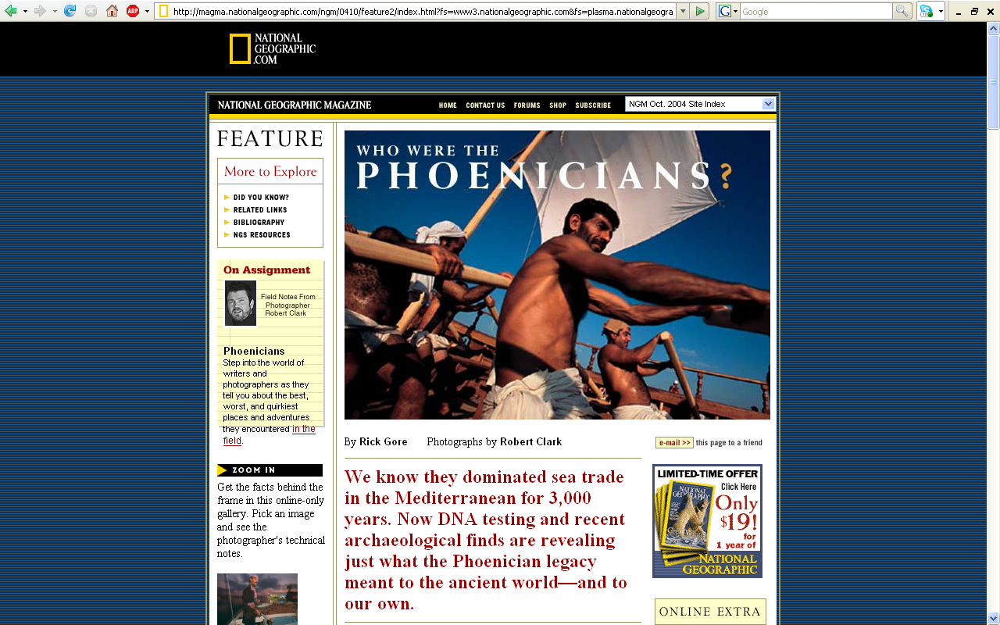 http://magma.nationalgeographic.com/ngm/0410/feature2/index.html?fs=www3.nationalgeographic.com&fs=plasma.nationalgeogra
G
Google
ABP
NATIONAL
GEOGRAPHIC
.COM
NATIONAL GEOGRAPHIC MAGAZINE
HOME CONTACT US FORUMS SHOP SUBSCRIBE
NGM Oct. 2004 Site Index
FEATURE
More to Explore
DID YOU KNOW?
RELATED LINKS
BIBLIOGRAPHY
NGS RESOURCES
On Assignment
Field Notes From
Photographer
Robert Clark
Phoenicians
Step into the world of
writers and
photographers as they
tell you about the best,
worst, and quirkiest
places and adventures
they encountered in the
field.
ZOOM IN
Get the facts behind the
frame in this online-only
gallery. Pick an image
and see the
photographer's technical
notes.
WHO WERE THE
PHOENICIANS?
By Rick Gore Photographs by Robert Clark
We know they dominated sea trade
in the Mediterranean for 3,000
years. Now DNA testing and recent
archaeological finds are revealing
just what the Phoenician legacy
meant to the ancient world—and to
our own.
e-mail >> this page to a friend
LIMITED-TIME OFFER
Click Here
Only
$19!
for
1 year of
NATIONAL
GEOGRAPHIC
NATIONAL
GEOGRAPHIC
ONLINE EXTRA